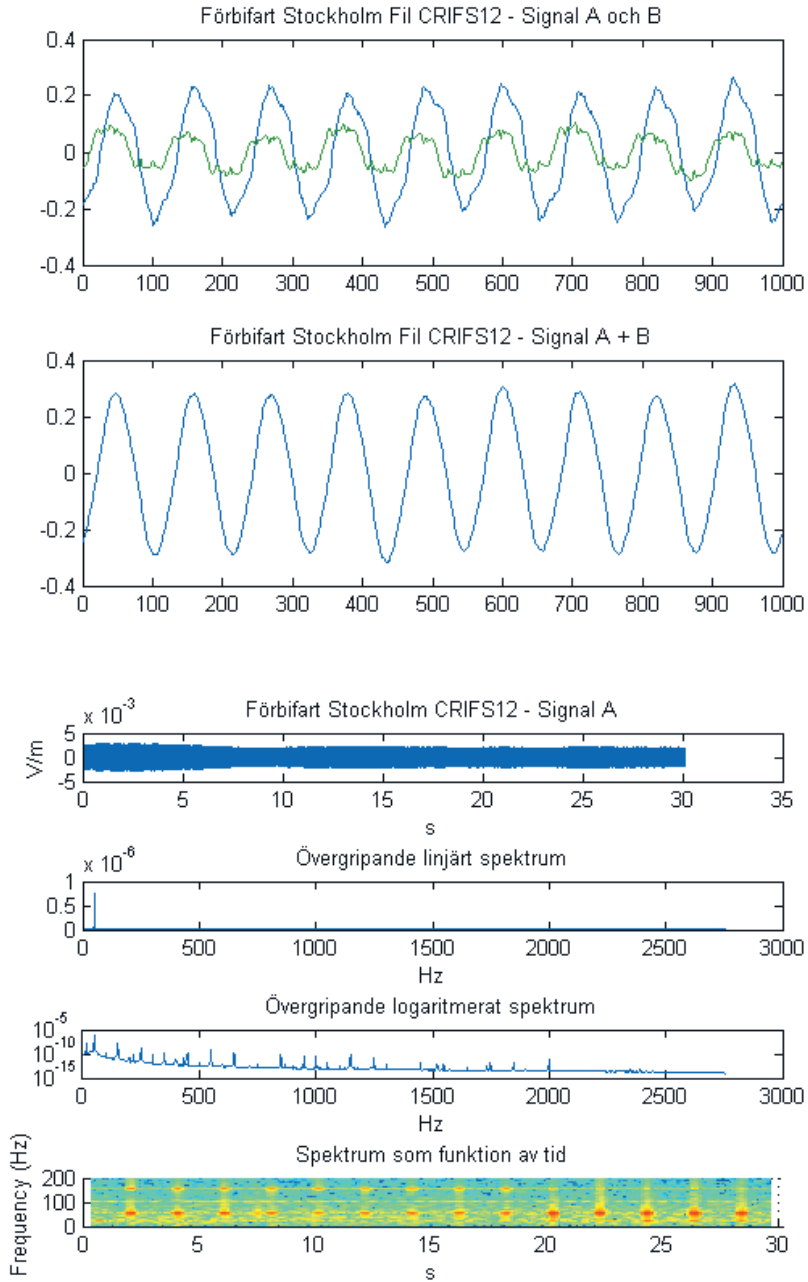 Förbifart Stockholm Fil CRIFS12 - Signal A och B
0.4
0.2
0
-0.2
-0.4
0 100 200 300 400 500 600 700 800 900 1000
Förbifart Stockholm Fil CRIFS12 - Signal A + B
0.4
0.2
0
-0.2
-0.4
0 100 200 300 400 500 600 700 800 900 1000
x 10^-3
Förbifart Stockholm CRIFS12 - Signal A
V/m
5
0
-5
0 5 10 15 20 25 30 35
s
x 10^-6
Övergripande linjärt spektrum
1
0.5
0
0 500 1000 1500 2000 2500 3000
Hz
Övergripande logaritmerat spektrum
10^-5
10^-10
10^-15
0 500 1000 1500 2000 2500 3000
Hz
Spektrum som funktion av tid
Frequency (Hz)
200
100
0
0 5 10 15 20 25 30
s